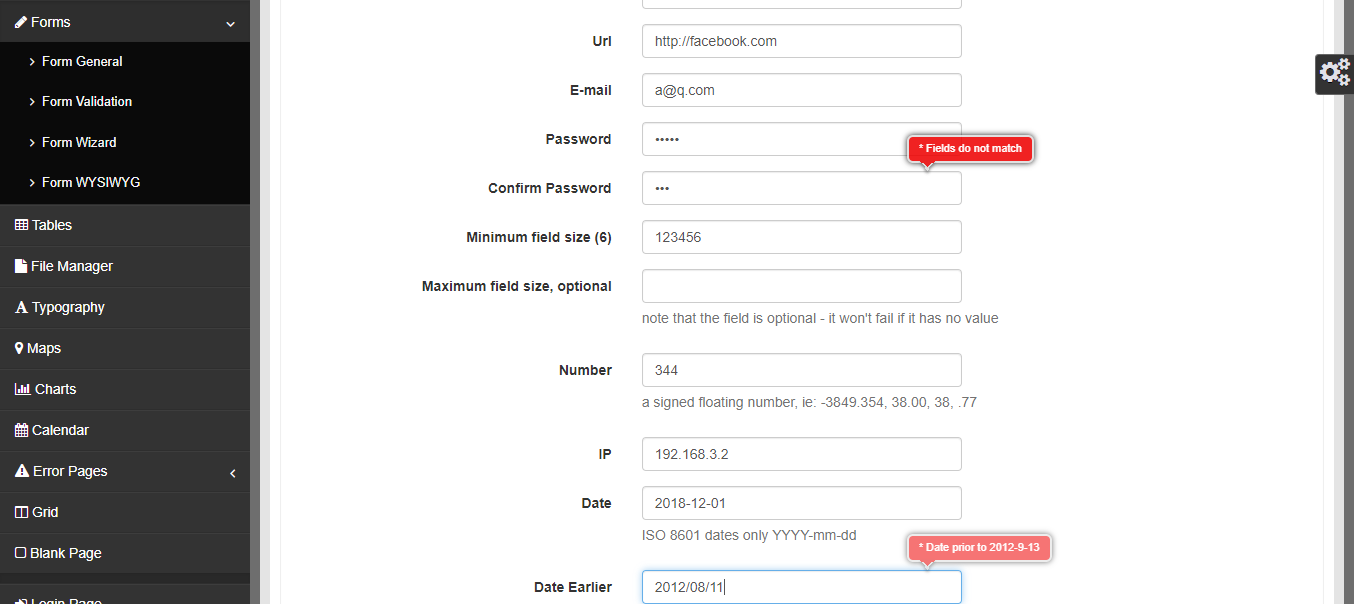 Forms
Form General
Form Validation
Form Wizard
Form WYSIWYG
Tables
File Manager
Typography
Maps
Charts
Calendar
Error Pages
Grid
Blank Page
Login Page
Url
http://facebook.com
E-mail
a@q.com
Password
•••••
* Fields do not match
Confirm Password
•••
Minimum field size (6)
123456
Maximum field size, optional
note that the field is optional - it won't fail if it has no value
Number
344
a signed floating number, ie: -3849.354, 38.00, 38, .77
IP
192.168.3.2
Date
2018-12-01
ISO 8601 dates only YYYY-mm-dd
* Date prior to 2012-9-13
Date Earlier
2012/08/11